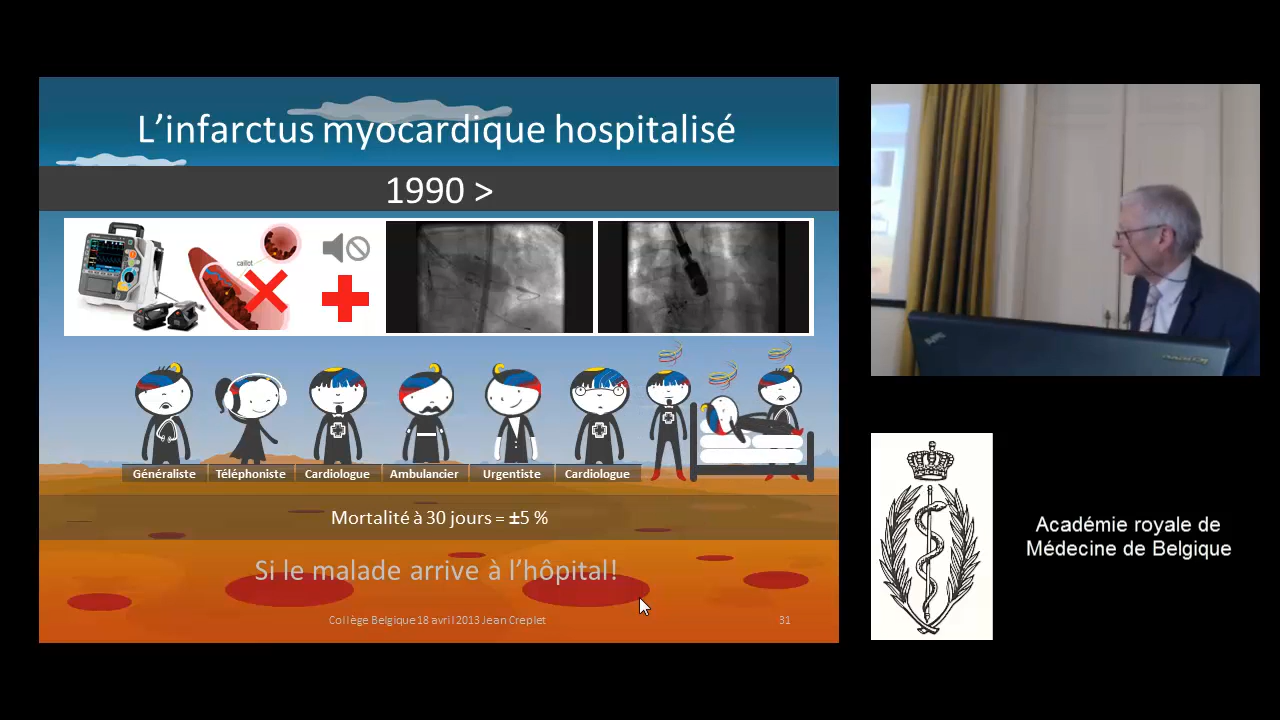 L'infarctus myocardique hospitalisé
1990 >
caillot
Généraliste
Téléphoniste
Cardiologue
Ambulancier
Urgentiste
Cardiologue
Mortalité à 30 jours = ±5 %
Si le malade arrive à l'hôpital!
Collège Belgique 18 avril 2013 Jean Creplet
31
Académie royale de
Médecine de Belgique